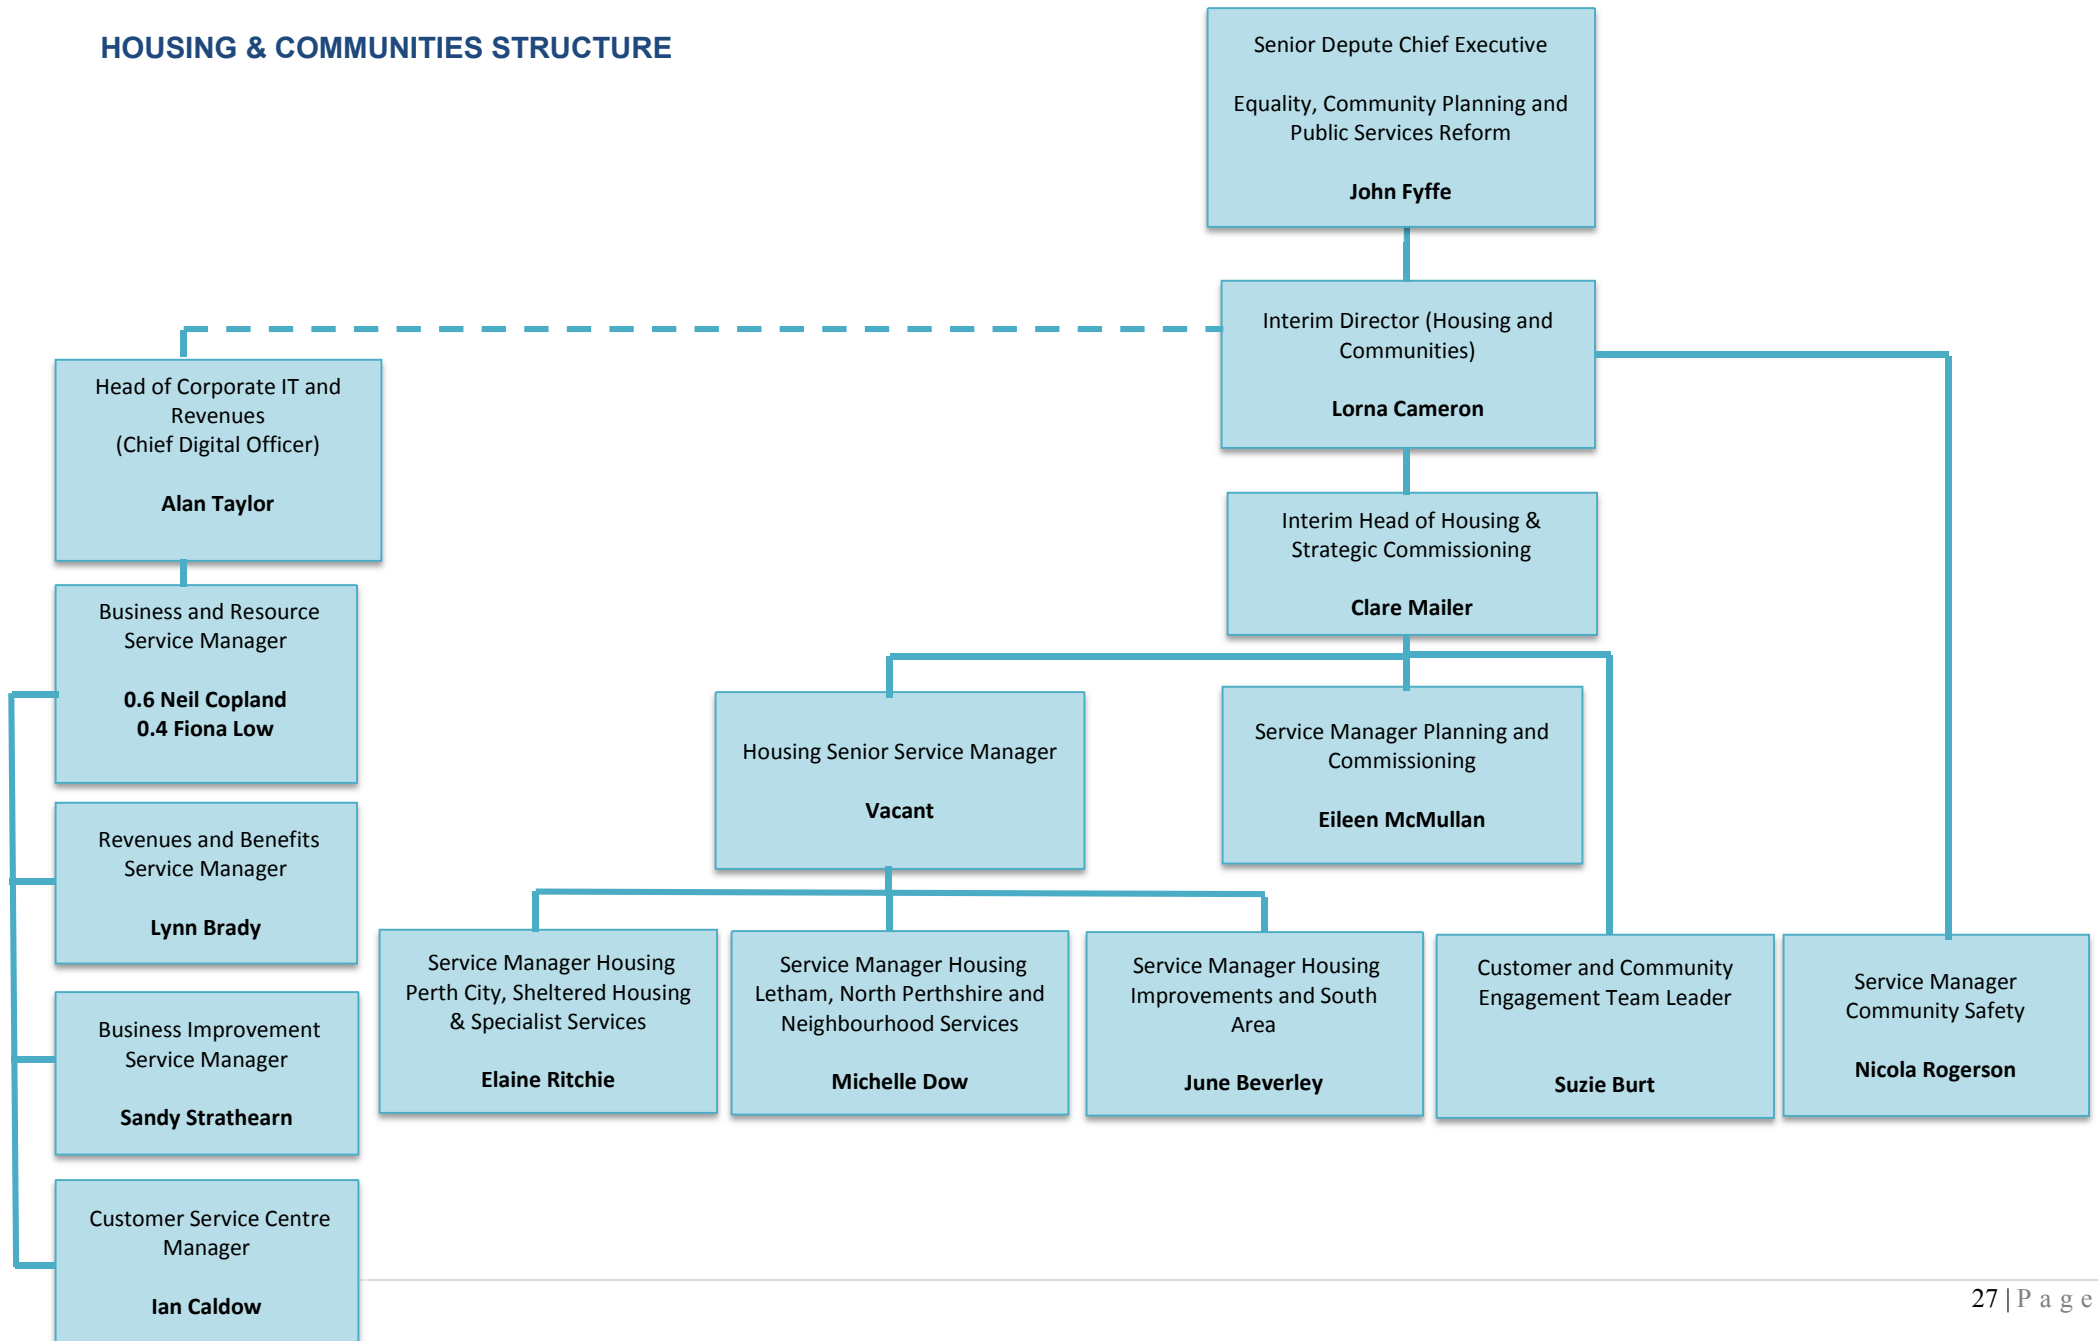 HOUSING & COMMUNITIES STRUCTURE
Senior Depute Chief Executive
Equality, Community Planning and
Public Services Reform
John Fyffe
Interim Director (Housing and
Communities)
Lorna Cameron
Head of Corporate IT and
Revenues
(Chief Digital Officer)
Alan Taylor
Interim Head of Housing &
Strategic Commissioning
Clare Mailer
Business and Resource
Service Manager
0.6 Neil Copland
0.4 Fiona Low
Housing Senior Service Manager
Vacant
Service Manager Planning and
Commissioning
Eileen McMullan
Revenues and Benefits
Service Manager
Lynn Brady
Service Manager Housing
Perth City, Sheltered Housing
& Specialist Services
Elaine Ritchie
Service Manager Housing
Letham, North Perthshire and
Neighbourhood Services
Michelle Dow
Service Manager Housing
Improvements and South
Area
June Beverley
Customer and Community
Engagement Team Leader
Suzie Burt
Service Manager
Community Safety
Nicola Rogerson
Business Improvement
Service Manager
Sandy Strathearn
Customer Service Centre
Manager
Ian Caldow
27 | P a g e